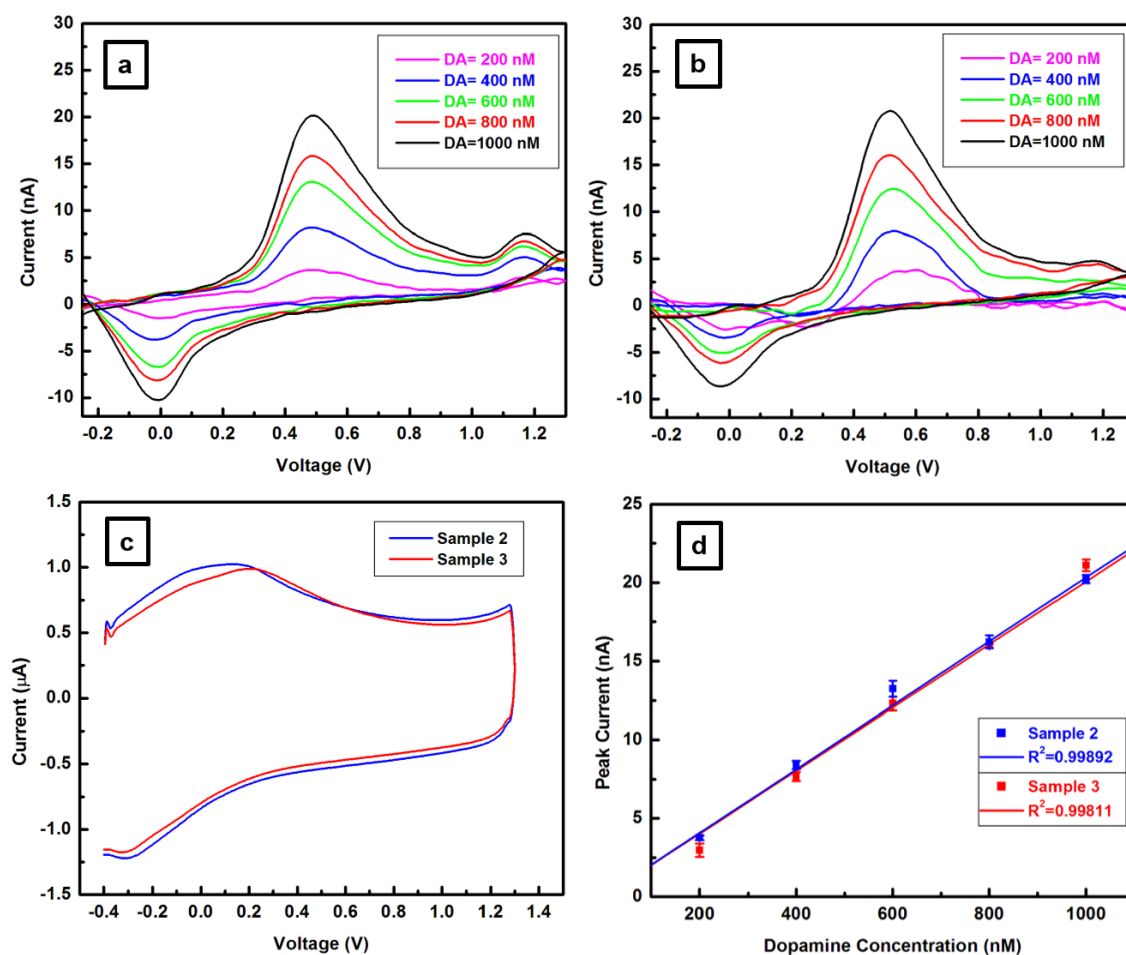 a
DA= 200 nM
DA= 400 nM
DA= 600 nM
DA= 800 nM
DA=1000 nM
Current (nA)
30
25
20
15
10
5
0
-5
-10
-0.2 0.0 0.2 0.4 0.6 0.8 1.0 1.2
Voltage (V)
b
DA= 200 nM
DA= 400 nM
DA= 600 nM
DA= 800 nM
DA=1000 nM
Current (nA)
30
25
20
15
10
5
0
-5
-10
-0.2 0.0 0.2 0.4 0.6 0.8 1.0 1.2
Voltage (V)
c
Sample 2
Sample 3
Current (μA)
1.5
1.0
0.5
0.0
-0.5
-1.0
-1.5
-0.4 -0.2 0.0 0.2 0.4 0.6 0.8 1.0 1.2 1.4
Voltage (V)
d
Peak Current (nA)
25
20
15
10
5
0
Sample 2
R²=0.99892
Sample 3
R²=0.99811
200 400 600 800 1000
Dopamine Concentration (nM)